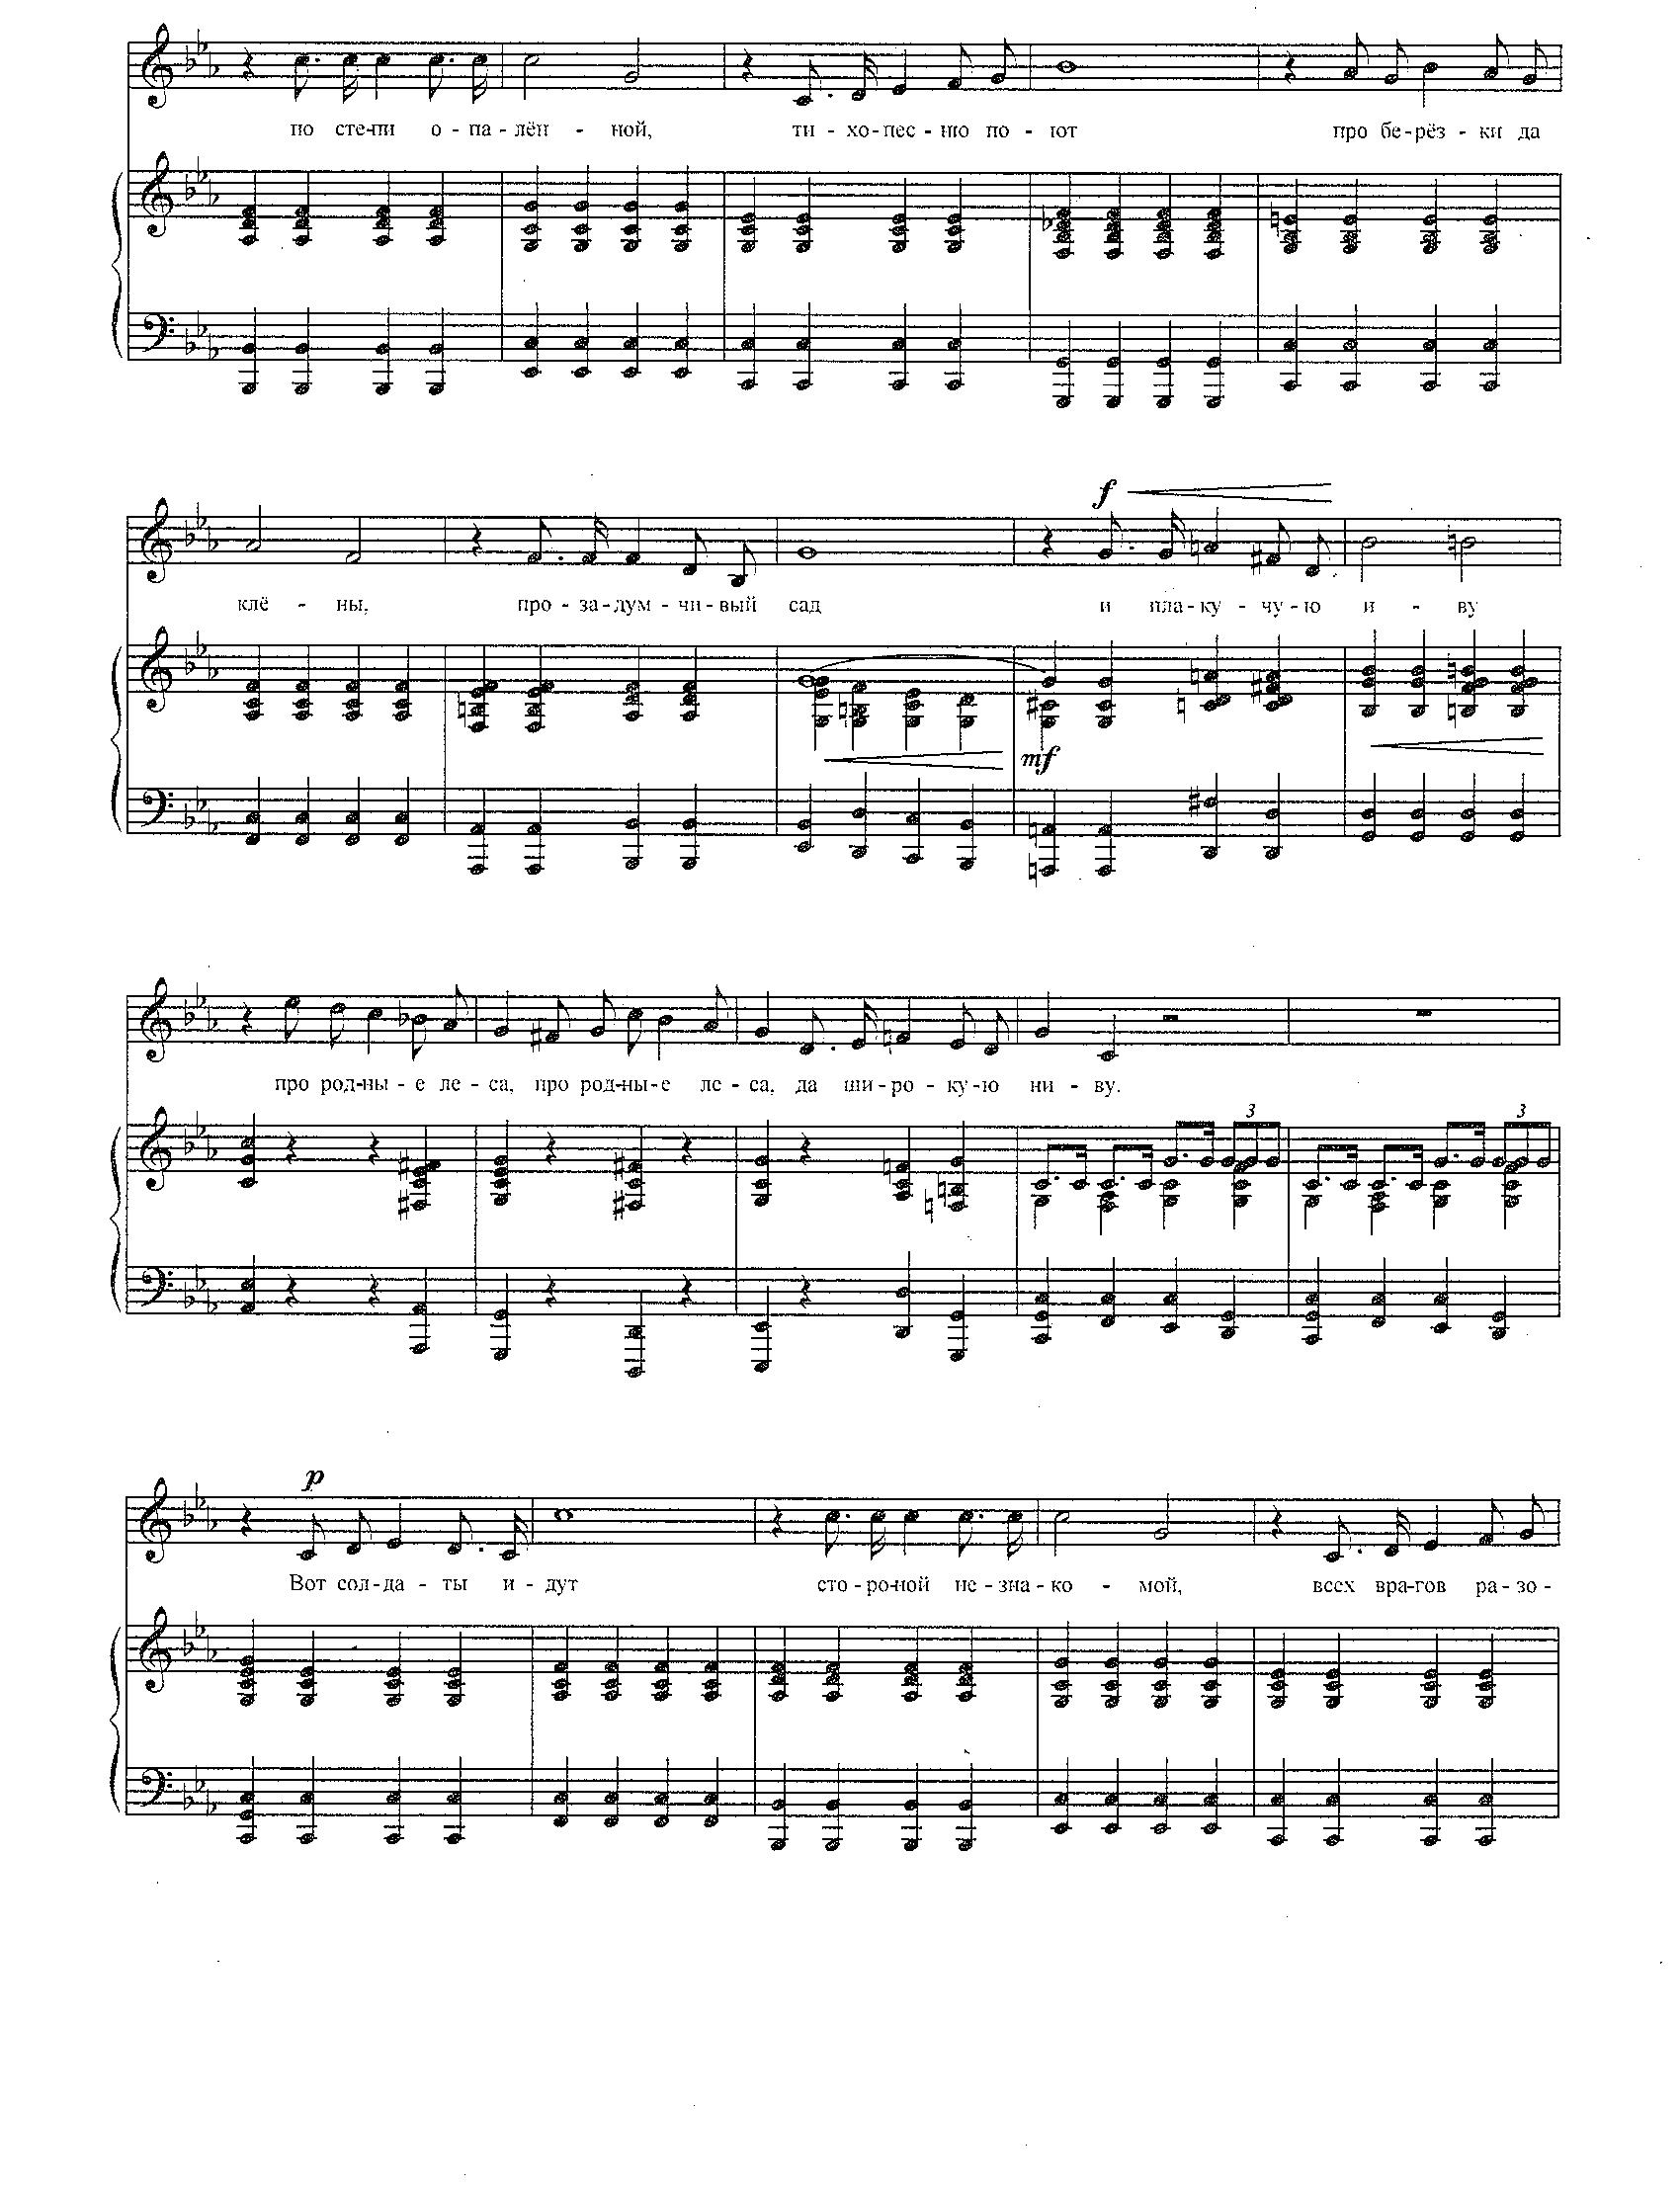 по сте-пи о - па - лён - ной, ти - хо-пес - ню по - ют про бе-рёз - ки да
f
клё - ны, про - за - дум - чи - вый сад и пла - ку - чу - ю и - ву
mf
про род-ны - е ле - са, про род-ны - е ле - са, да ши - ро - ку - ю ни - ву.
3 3
p
Вот сол-да - ты и - дут сто - ро-ной не - зна - ко - мой, всех вра-гов ра - зо -